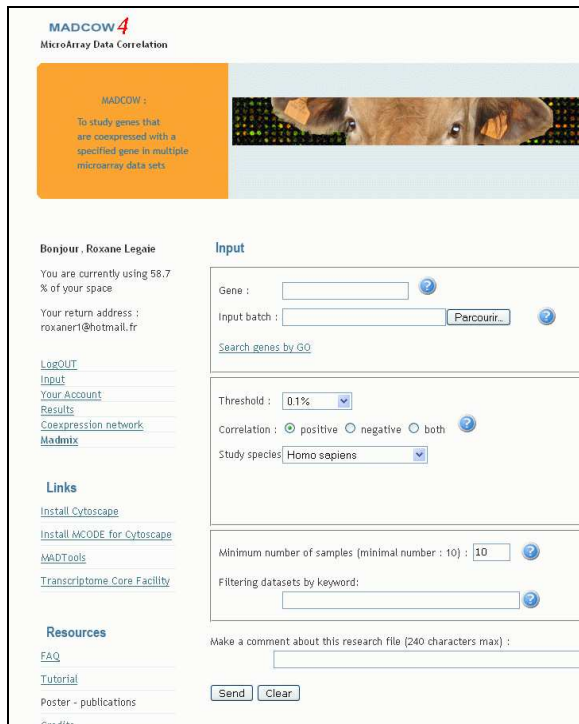 MADCOW 4
MicroArray Data Correlation
MADCOW :
To study genes that
are coexpressed with a
specified gene in multiple
microarray data sets
Bonjour , Roxane Legaie
You are currently using 58.7
% of your space
Your return address :
roxaner1@hotmail.fr
LogOUT
Input
Your Account
Results
Coexpression network
Madmix
Links
Install Cytoscape
Install MCODE for Cytoscape
MADTools
Transcriptome Core Facility
Resources
FAQ
Tutorial
Poster - publications
Input
Gene :
Input batch : Parcourir...
Search genes by GO
Threshold : 0.1%
Correlation : positive negative both
Study species Homo sapiens
Minimum number of samples (minimal number : 10) : 10
Filtering datasets by keyword:
Make a comment about this research file (240 characters max) :
Send Clear